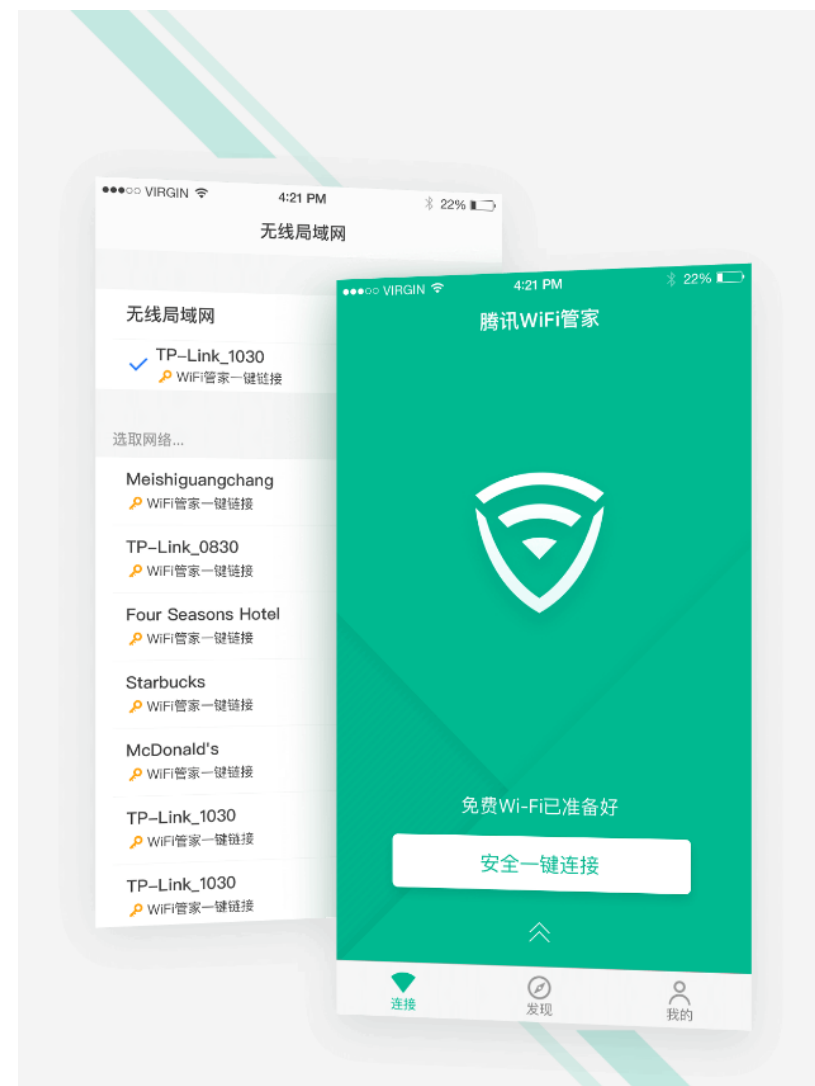 ●●●○○ VIRGIN
4:21 PM
22%
无线局域网
无线局域网
TP-Link_1030
WiFi管家一键链接
选取网络...
Meishiguangchang
WiFi管家一键链接
TP-Link_0830
WiFi管家一键链接
Four Seasons Hotel
WiFi管家一键链接
Starbucks
WiFi管家一键链接
McDonald's
WiFi管家一键链接
TP-Link_1030
WiFi管家一键链接
TP-Link_1030
WiFi管家一键链接
●●●○○ VIRGIN
4:21 PM
22%
腾讯WiFi管家
免费Wi-Fi已准备好
安全一键连接
连接
发现
我的